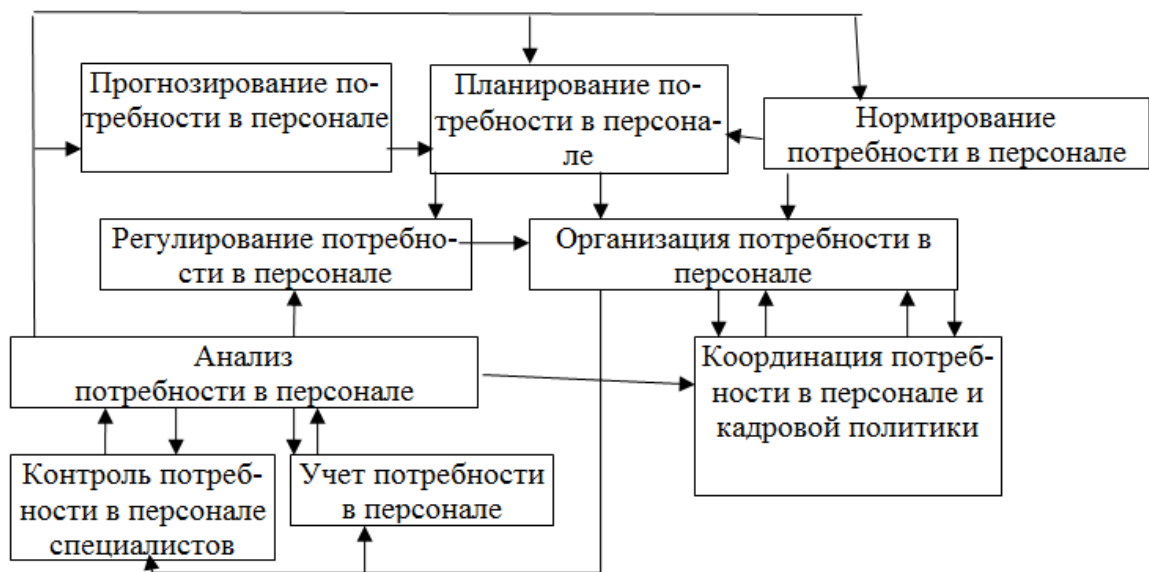 Прогнозирование по-
требности в персонале
Планирование по-
требности в персона-
ле
Нормирование
потребности в персонале
Регулирование потребно-
сти в персонале
Организация потребности в
персонале
Анализ
потребности в персонале
Координация потреб-
ности в персонале и
кадровой политики
Контроль потреб-
ности в персонале
специалистов
Учет потребности
в персонале